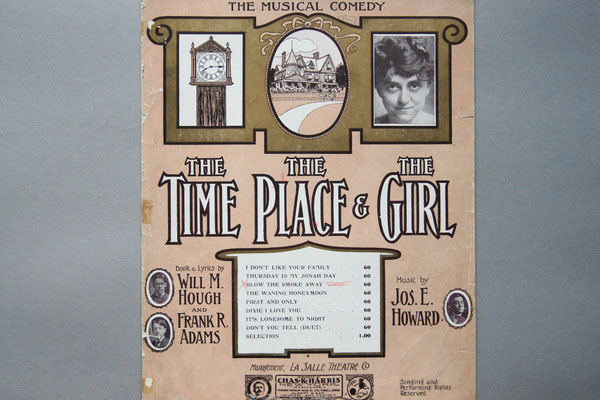 THE MUSICAL COMEDY
THE THE THE
TIME PLACE & GIRL
BOOK & LYRICS BY
WILL M.
HOUGH
AND
FRANK R.
ADAMS
I DON'T LIKE YOUR FAMILY . . 60
THURSDAY IS MY JONAH DAY . . 60
X BLOW THE SMOKE AWAY . 60
THE WANING HONEYMOON . . 60
FIRST AND ONLY . . 60
DIXIE I LOVE YOU . . 60
IT'S LONESOME TO NIGHT . . 60
DON'T YOU TELL (DUET) . . 60
SELECTION . . 1.00
MUSIC BY
JOS. E.
HOWARD
MANAGEMENT, LA SALLE THEATRE CO
CHAS. K. HARRIS
Singing and
Performing Rights
Reserved